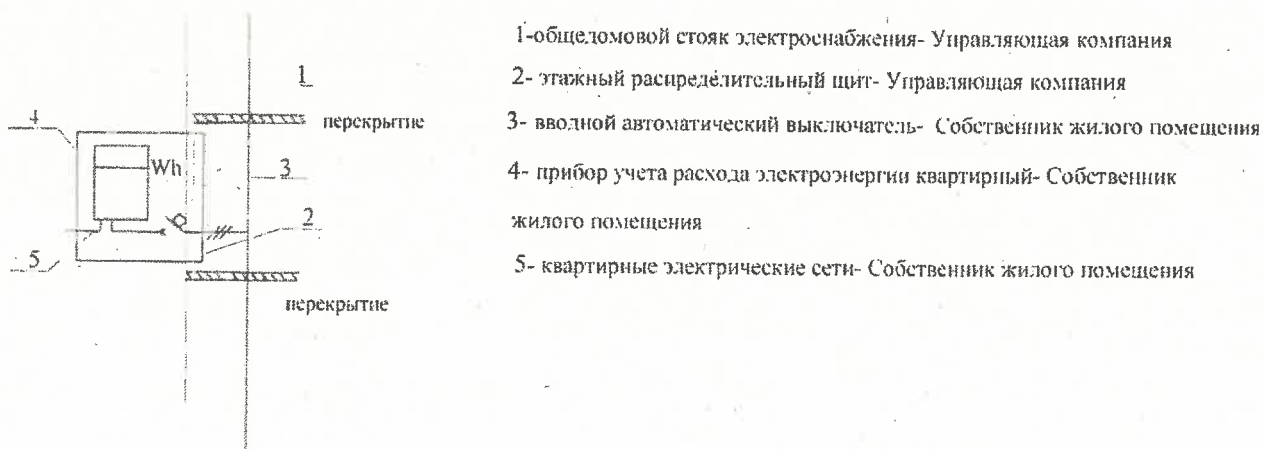 1-общедомовой стояк электроснабжения- Управляющая компания
2- этажный распределительный щит- Управляющая компания
3- вводной автоматический выключатель- Собственник жилого помещения
4- прибор учета расхода электроэнергии квартирный- Собственник
жилого помещения
5- квартирные электрические сети- Собственник жилого помещения
1
4
перекрытие
Wh
3
2
5
перекрытие